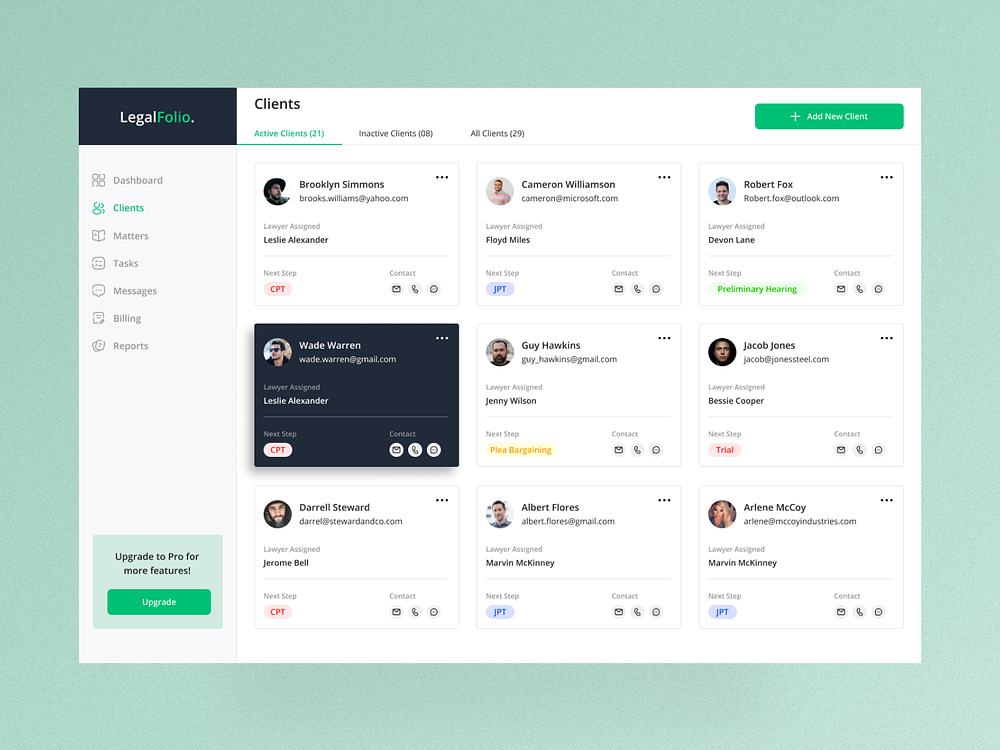 LegalFolio.
Dashboard
Clients
Matters
Tasks
Messages
Billing
Reports
Upgrade to Pro for
more features!
Upgrade
Clients
Add New Client
Active Clients (21)
Inactive Clients (08)
All Clients (29)
Brooklyn Simmons
brooks.williams@yahoo.com
Lawyer Assigned
Leslie Alexander
Next Step
Contact
CPT
Cameron Williamson
cameron@microsoft.com
Lawyer Assigned
Floyd Miles
Next Step
Contact
JPT
Robert Fox
Robert.fox@outlook.com
Lawyer Assigned
Devon Lane
Next Step
Contact
Preliminary Hearing
Wade Warren
wade.warren@gmail.com
Lawyer Assigned
Leslie Alexander
Next Step
Contact
CPT
Guy Hawkins
guy_hawkins@gmail.com
Lawyer Assigned
Jenny Wilson
Next Step
Contact
Plea Bargaining
Jacob Jones
jacob@jonessteel.com
Lawyer Assigned
Bessie Cooper
Next Step
Contact
Trial
Darrell Steward
darrel@stewardandco.com
Lawyer Assigned
Jerome Bell
Next Step
Contact
CPT
Albert Flores
albert.flores@gmail.com
Lawyer Assigned
Marvin McKinney
Next Step
Contact
JPT
Arlene McCoy
arlene@mccoyindustries.com
Lawyer Assigned
Marvin McKinney
Next Step
Contact
JPT